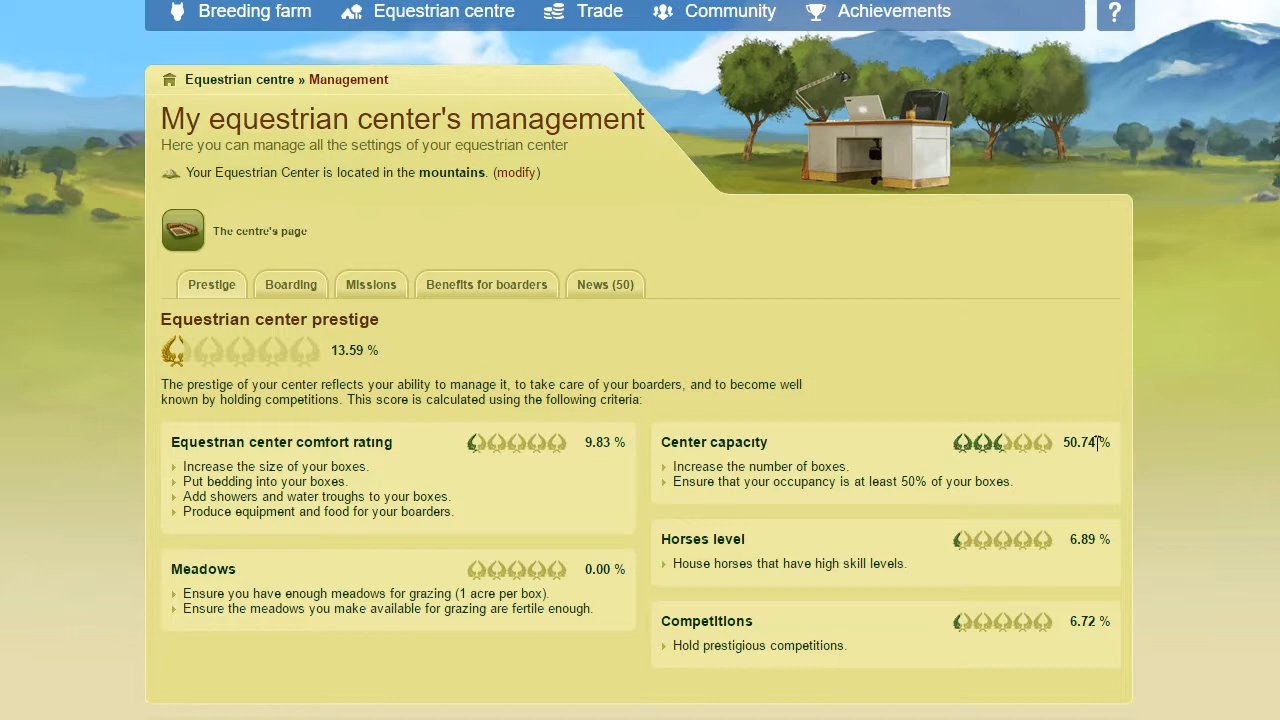 Breeding farm Equestrian centre Trade Community Achievements ?
Equestrian centre » Management
My equestrian center's management
Here you can manage all the settings of your equestrian center
Your Equestrian Center is located in the mountains. (modify)
The centre's page
Prestige Boarding Missions Benefits for boarders News (50)
Equestrian center prestige
13.59 %
The prestige of your center reflects your ability to manage it, to take care of your boarders, and to become well
known by holding competitions. This score is calculated using the following criteria:
Equestrian center comfort rating 9.83 %
Increase the size of your boxes.
Put bedding into your boxes.
Add showers and water troughs to your boxes.
Produce equipment and food for your boarders.
Meadows 0.00 %
Ensure you have enough meadows for grazing (1 acre per box).
Ensure the meadows you make available for grazing are fertile enough.
Center capacity 50.74 %
Increase the number of boxes.
Ensure that your occupancy is at least 50% of your boxes.
Horses level 6.89 %
House horses that have high skill levels.
Competitions 6.72 %
Hold prestigious competitions.